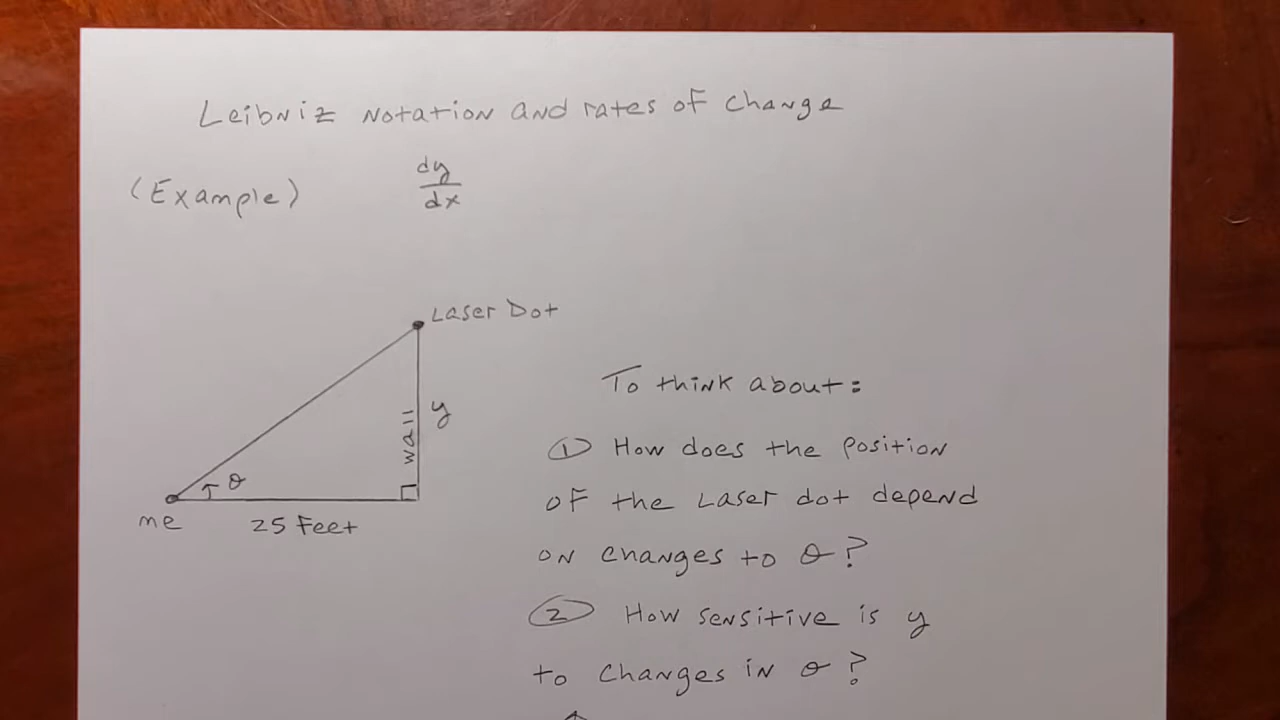 Leibniz notation and rates of change
(Example)
dy
dx
Laser Dot
wall
y
θ
me
25 Feet
To think about:
① How does the position
of the Laser dot depend
on changes to θ?
② How sensitive is y
to changes in θ?